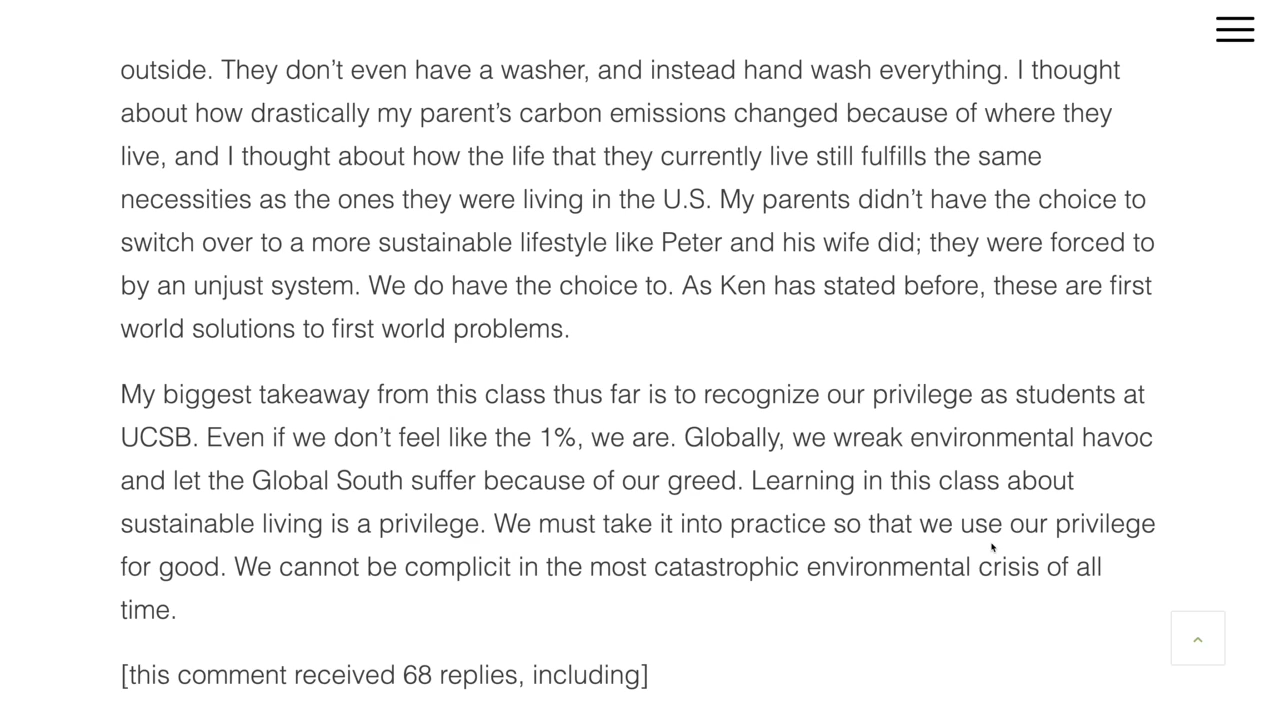 outside. They don’t even have a washer, and instead hand wash everything. I thought
about how drastically my parent’s carbon emissions changed because of where they
live, and I thought about how the life that they currently live still fulfills the same
necessities as the ones they were living in the U.S. My parents didn’t have the choice to
switch over to a more sustainable lifestyle like Peter and his wife did; they were forced to
by an unjust system. We do have the choice to. As Ken has stated before, these are first
world solutions to first world problems.
My biggest takeaway from this class thus far is to recognize our privilege as students at
UCSB. Even if we don’t feel like the 1%, we are. Globally, we wreak environmental havoc
and let the Global South suffer because of our greed. Learning in this class about
sustainable living is a privilege. We must take it into practice so that we use our privilege
for good. We cannot be complicit in the most catastrophic environmental crisis of all
time.
[this comment received 68 replies, including]